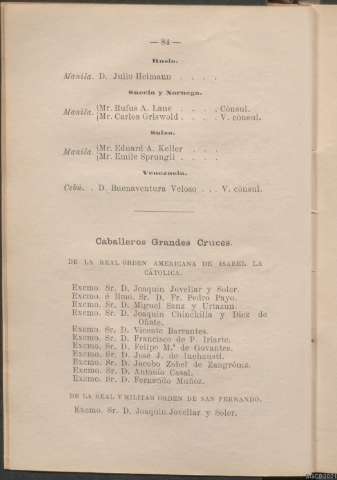 — 84 —
Rusia.
Manila. D. Julio Heimann . . . .
Suecia y Noruega.
Manila. Mr. Rufus A. Lane . . . . Cónsul.
Mr. Carlos Griswold . . . . V. cónsul.
Suiza.
Manila. Mr. Eduard A. Keller . . . .
Mr. Emile Sprungli . . . .
Venezuela.
Cebú. . D. Buenaventura Veloso . . . V. cónsul.
Caballeros Grandes Cruces.
DE LA REAL ORDEN AMERICANA DE ISABEL LA
CATÓLICA.
Excmo. Sr. D. Joaquin Jovellar y Soler.
Excmo. é Ilmo. Sr. D. Fr. Pedro Payo.
Excmo. Sr. D. Miguel Sanz y Urtazun.
Excmo. Sr. D. Joaquin Chinchilla y Diez de
Oñate.
Excmo. Sr. D. Vicente Barrantes.
Excmo. Sr. D. Francisco de P. Iriarte.
Excmo. Sr. D. Felipe M.ª de Govantes.
Excmo. Sr. D. José J. de Inchausti.
Excmo. Sr. D. Jacobo Zobel de Zangróniz.
Excmo. Sr. D. Antonio Casal.
Excmo. Sr. D. Fernando Muñoz.
DE LA REAL Y MILITAR ORDEN DE SAN FERNANDO.
Excmo. Sr. D. Joaquin Jovellar y Soler.